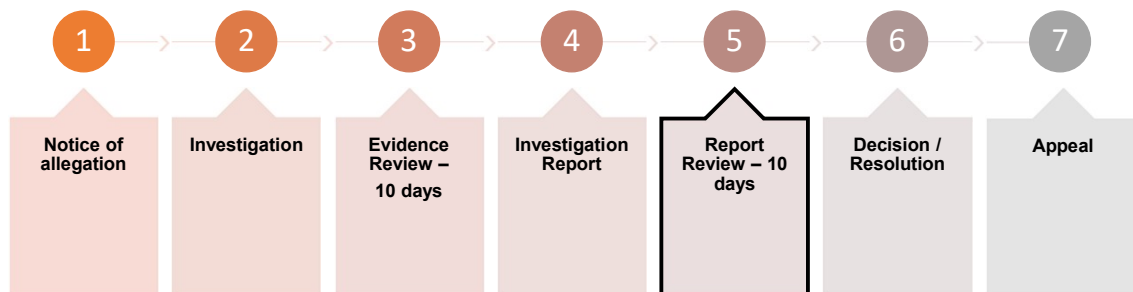 1
2
3
4
5
6
7
Notice of
allegation
Investigation
Evidence
Review –
10 days
Investigation
Report
Report
Review – 10
days
Decision /
Resolution
Appeal